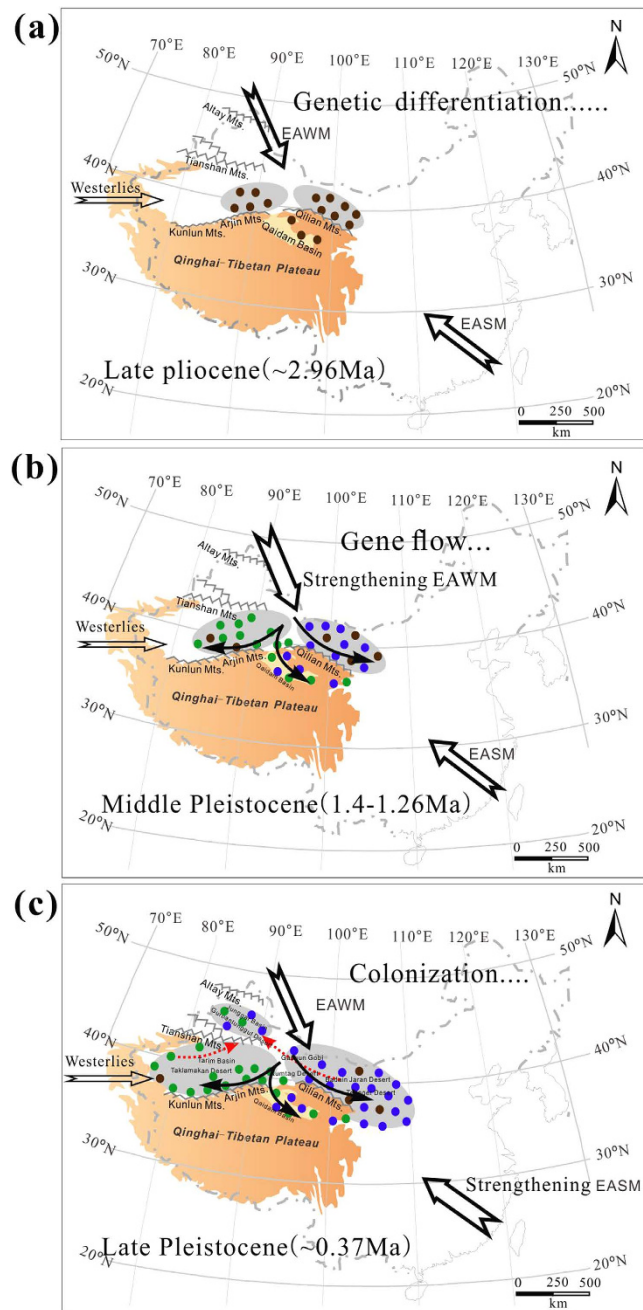 (a)
N
70°E 80°E 90°E 100°E 110°E 120°E 130°E
50°N 50°N
Genetic differentiation......
Altay Mts.
EAWM
Tianshan Mts.
40°N 40°N
Westerlies
Arjin Mts. Qilian Mts.
Kunlun Mts.
Qaidam Basin
Qinghai-Tibetan Plateau
30°N 30°N
EASM
Late pliocene(~2.96Ma)
20°N 20°N
0 250 500
km
(b)
N
70°E 80°E 90°E 100°E 110°E 120°E 130°E
50°N 50°N
Gene flow...
Altay Mts.
Strengthening EAWM
Tianshan Mts.
40°N 40°N
Westerlies
Arjin Mts. Qilian Mts.
Kunlun Mts.
Qaidam Basin
Qinghai-Tibetan Plateau
30°N 30°N
EASM
Middle Pleistocene(1.4-1.26Ma)
20°N 20°N
0 250 500
km
(c)
N
70°E 80°E 90°E 100°E 110°E 120°E 130°E
50°N 50°N
Colonization....
Altay Mts.
EAWM
Tianshan Mts.
40°N 40°N
Tarim Basin
Westerlies
Taklamakan Desert
Kunlun Mts. Arjin Mts. Qilian Mts.
Qaidam Basin
Qinghai-Tibetan Plateau
30°N 30°N
Strengthening EASM
Late Pleistocene(~0.37Ma)
20°N 20°N
0 250 500
km